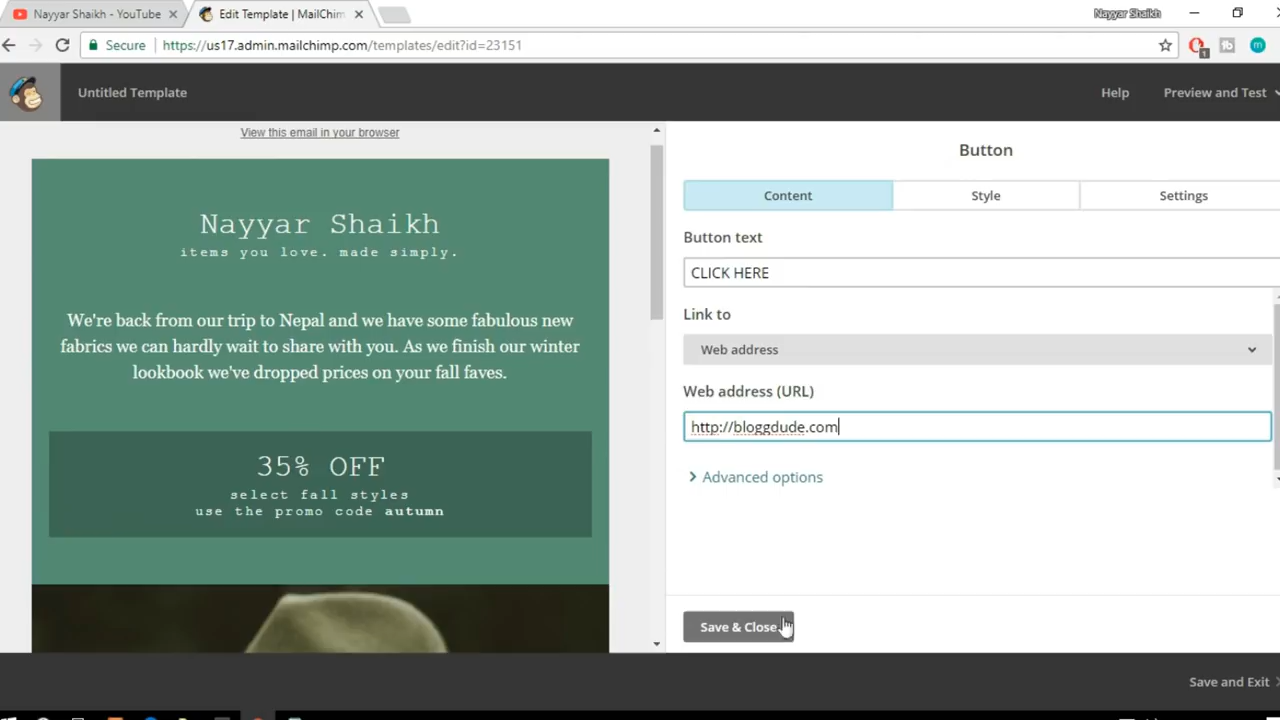 Nayyar Shaikh - YouTube
Edit Template | MailChim
Nayyar Shaikh
Secure
https://us17.admin.mailchimp.com/templates/edit?id=23151
1
tb
m
Untitled Template
Help
Preview and Test
View this email in your browser
Nayyar Shaikh
items you love. made simply.
We're back from our trip to Nepal and we have some fabulous new
fabrics we can hardly wait to share with you. As we finish our winter
lookbook we've dropped prices on your fall faves.
35% OFF
select fall styles
use the promo code autumn
Button
Content
Style
Settings
Button text
CLICK HERE
Link to
Web address
Web address (URL)
http://bloggdude.com
Advanced options
Save & Close
Save and Exit